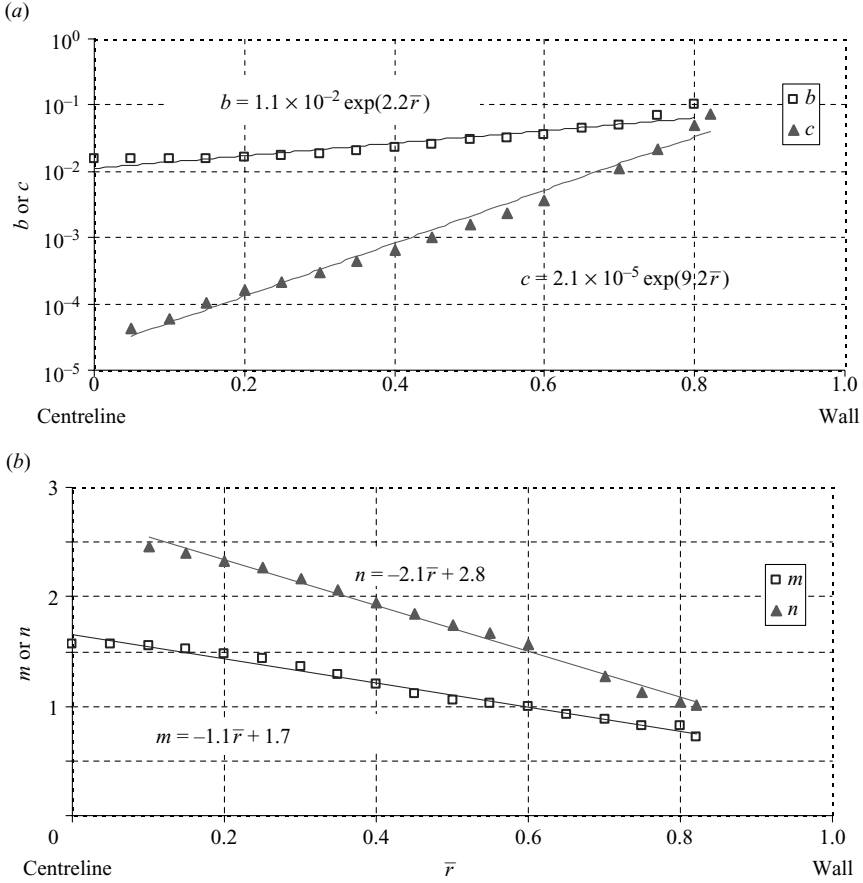 (a)
10⁰
10⁻¹
10⁻²
10⁻³
10⁻⁴
10⁻⁵
b or c
b = 1.1 × 10⁻² exp(2.2r̅)
c = 2.1 × 10⁻⁵ exp(9.2r̅)
b
c
0 0.2 0.4 0.6 0.8 1.0
Centreline Wall
(b)
3
2
1
m or n
n = –2.1r̅ + 2.8
m = –1.1r̅ + 1.7
m
n
0 0.2 0.4 0.6 0.8 1.0
Centreline r̅ Wall